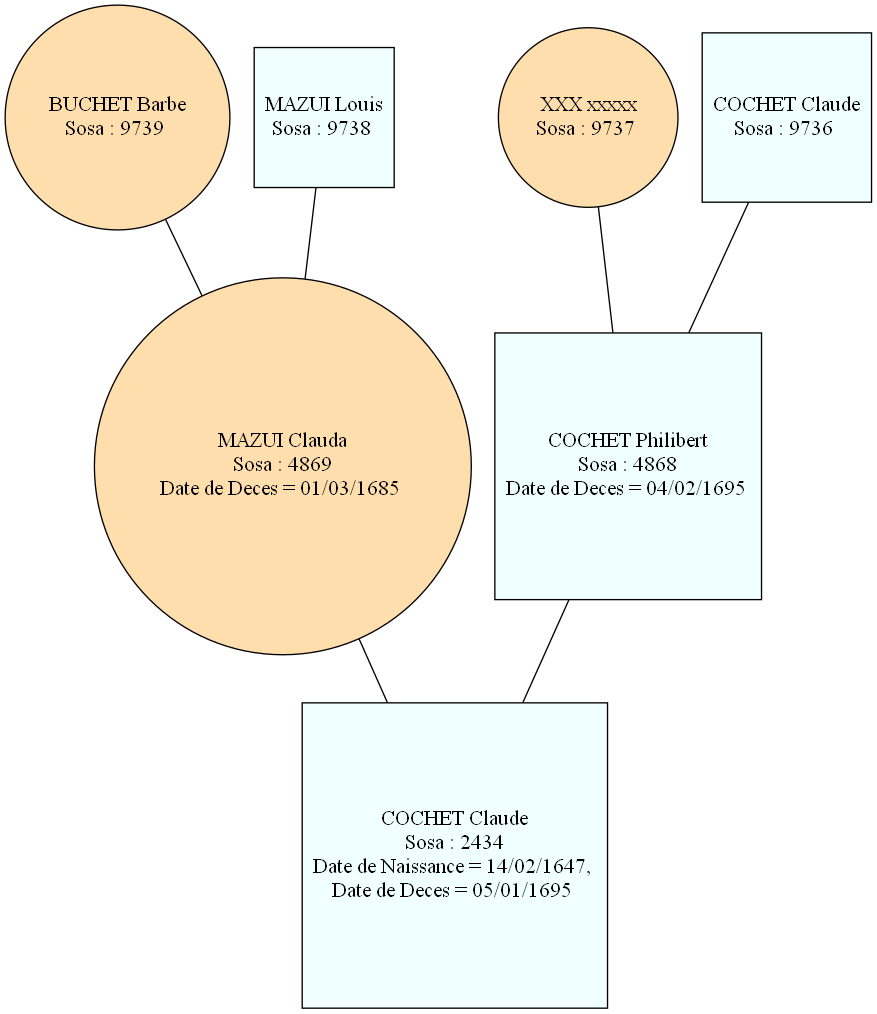 BUCHET Barbe
Sosa : 9739
MAZUI Louis
Sosa : 9738
XXX xxxxx
Sosa : 9737
COCHET Claude
Sosa : 9736
MAZUI Clauda
Sosa : 4869
Date de Deces = 01/03/1685
COCHET Philibert
Sosa : 4868
Date de Deces = 04/02/1695
COCHET Claude
Sosa : 2434
Date de Naissance = 14/02/1647,
Date de Deces = 05/01/1695